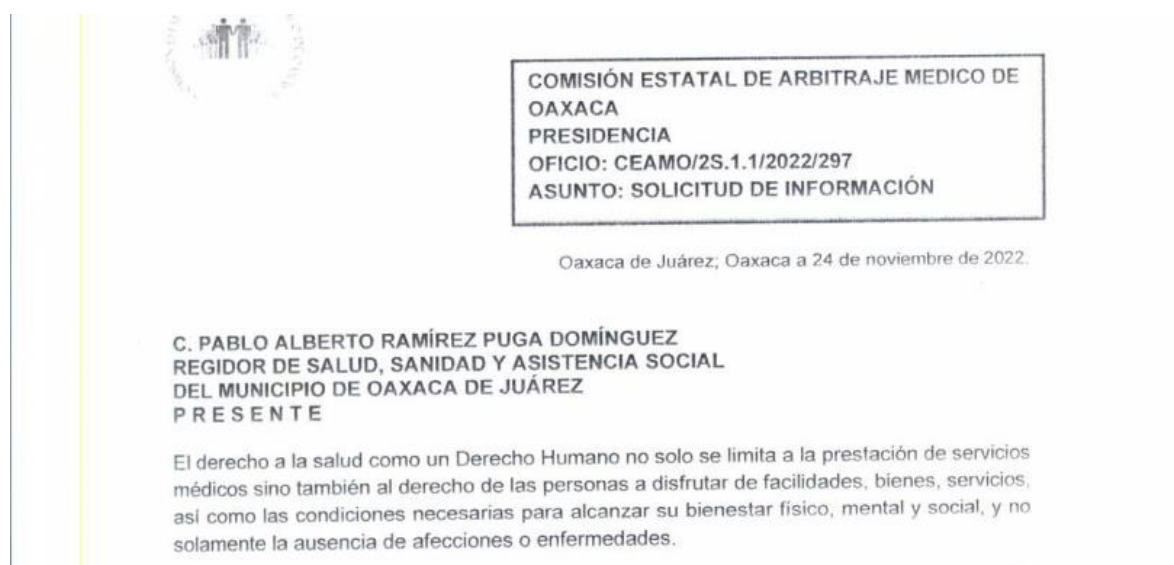 COMISIÓN ESTATAL DE ARBITRAJE MEDICO DE
OAXACA
PRESIDENCIA
OFICIO: CEAMO/2S.1.1/2022/297
ASUNTO: SOLICITUD DE INFORMACIÓN
Oaxaca de Juárez; Oaxaca a 24 de noviembre de 2022.
C. PABLO ALBERTO RAMÍREZ PUGA DOMÍNGUEZ
REGIDOR DE SALUD, SANIDAD Y ASISTENCIA SOCIAL
DEL MUNICIPIO DE OAXACA DE JUÁREZ
P R E S E N T E
El derecho a la salud como un Derecho Humano no solo se limita a la prestación de servicios
médicos sino también al derecho de las personas a disfrutar de facilidades, bienes, servicios,
así como las condiciones necesarias para alcanzar su bienestar físico, mental y social, y no
solamente la ausencia de afecciones o enfermedades.